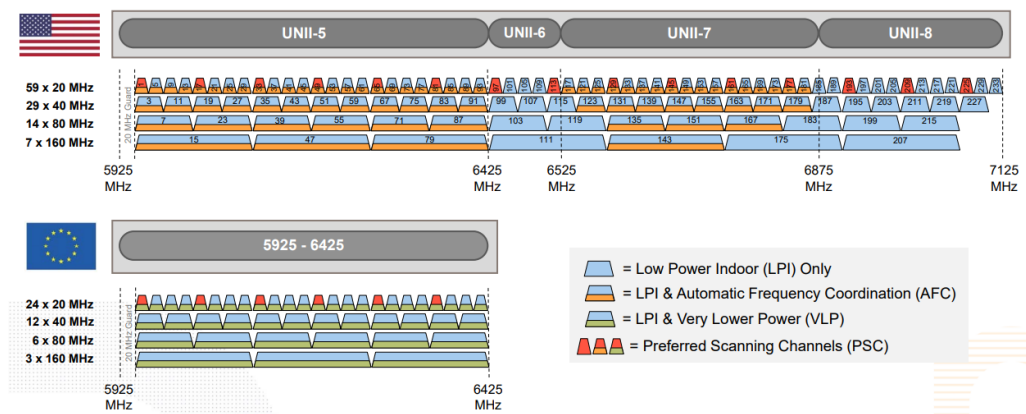 UNII-5 UNII-6 UNII-7 UNII-8
59 x 20 MHz
29 x 40 MHz 3 11 19 27 35 43 51 59 67 75 83 91 99 107 115 123 131 139 147 155 163 171 179 187 195 203 211 219 227
14 x 80 MHz 7 23 39 55 71 87 103 119 135 151 167 183 199 215
7 x 160 MHz 15 47 79 111 143 175 207
20 MHz Guard
5925 MHz 6425 MHz 6525 MHz 6875 MHz 7125 MHz
5925 - 6425
24 x 20 MHz
12 x 40 MHz
6 x 80 MHz
3 x 160 MHz
20 MHz Guard
5925 MHz 6425 MHz
= Low Power Indoor (LPI) Only
= LPI & Automatic Frequency Coordination (AFC)
= LPI & Very Lower Power (VLP)
= Preferred Scanning Channels (PSC)